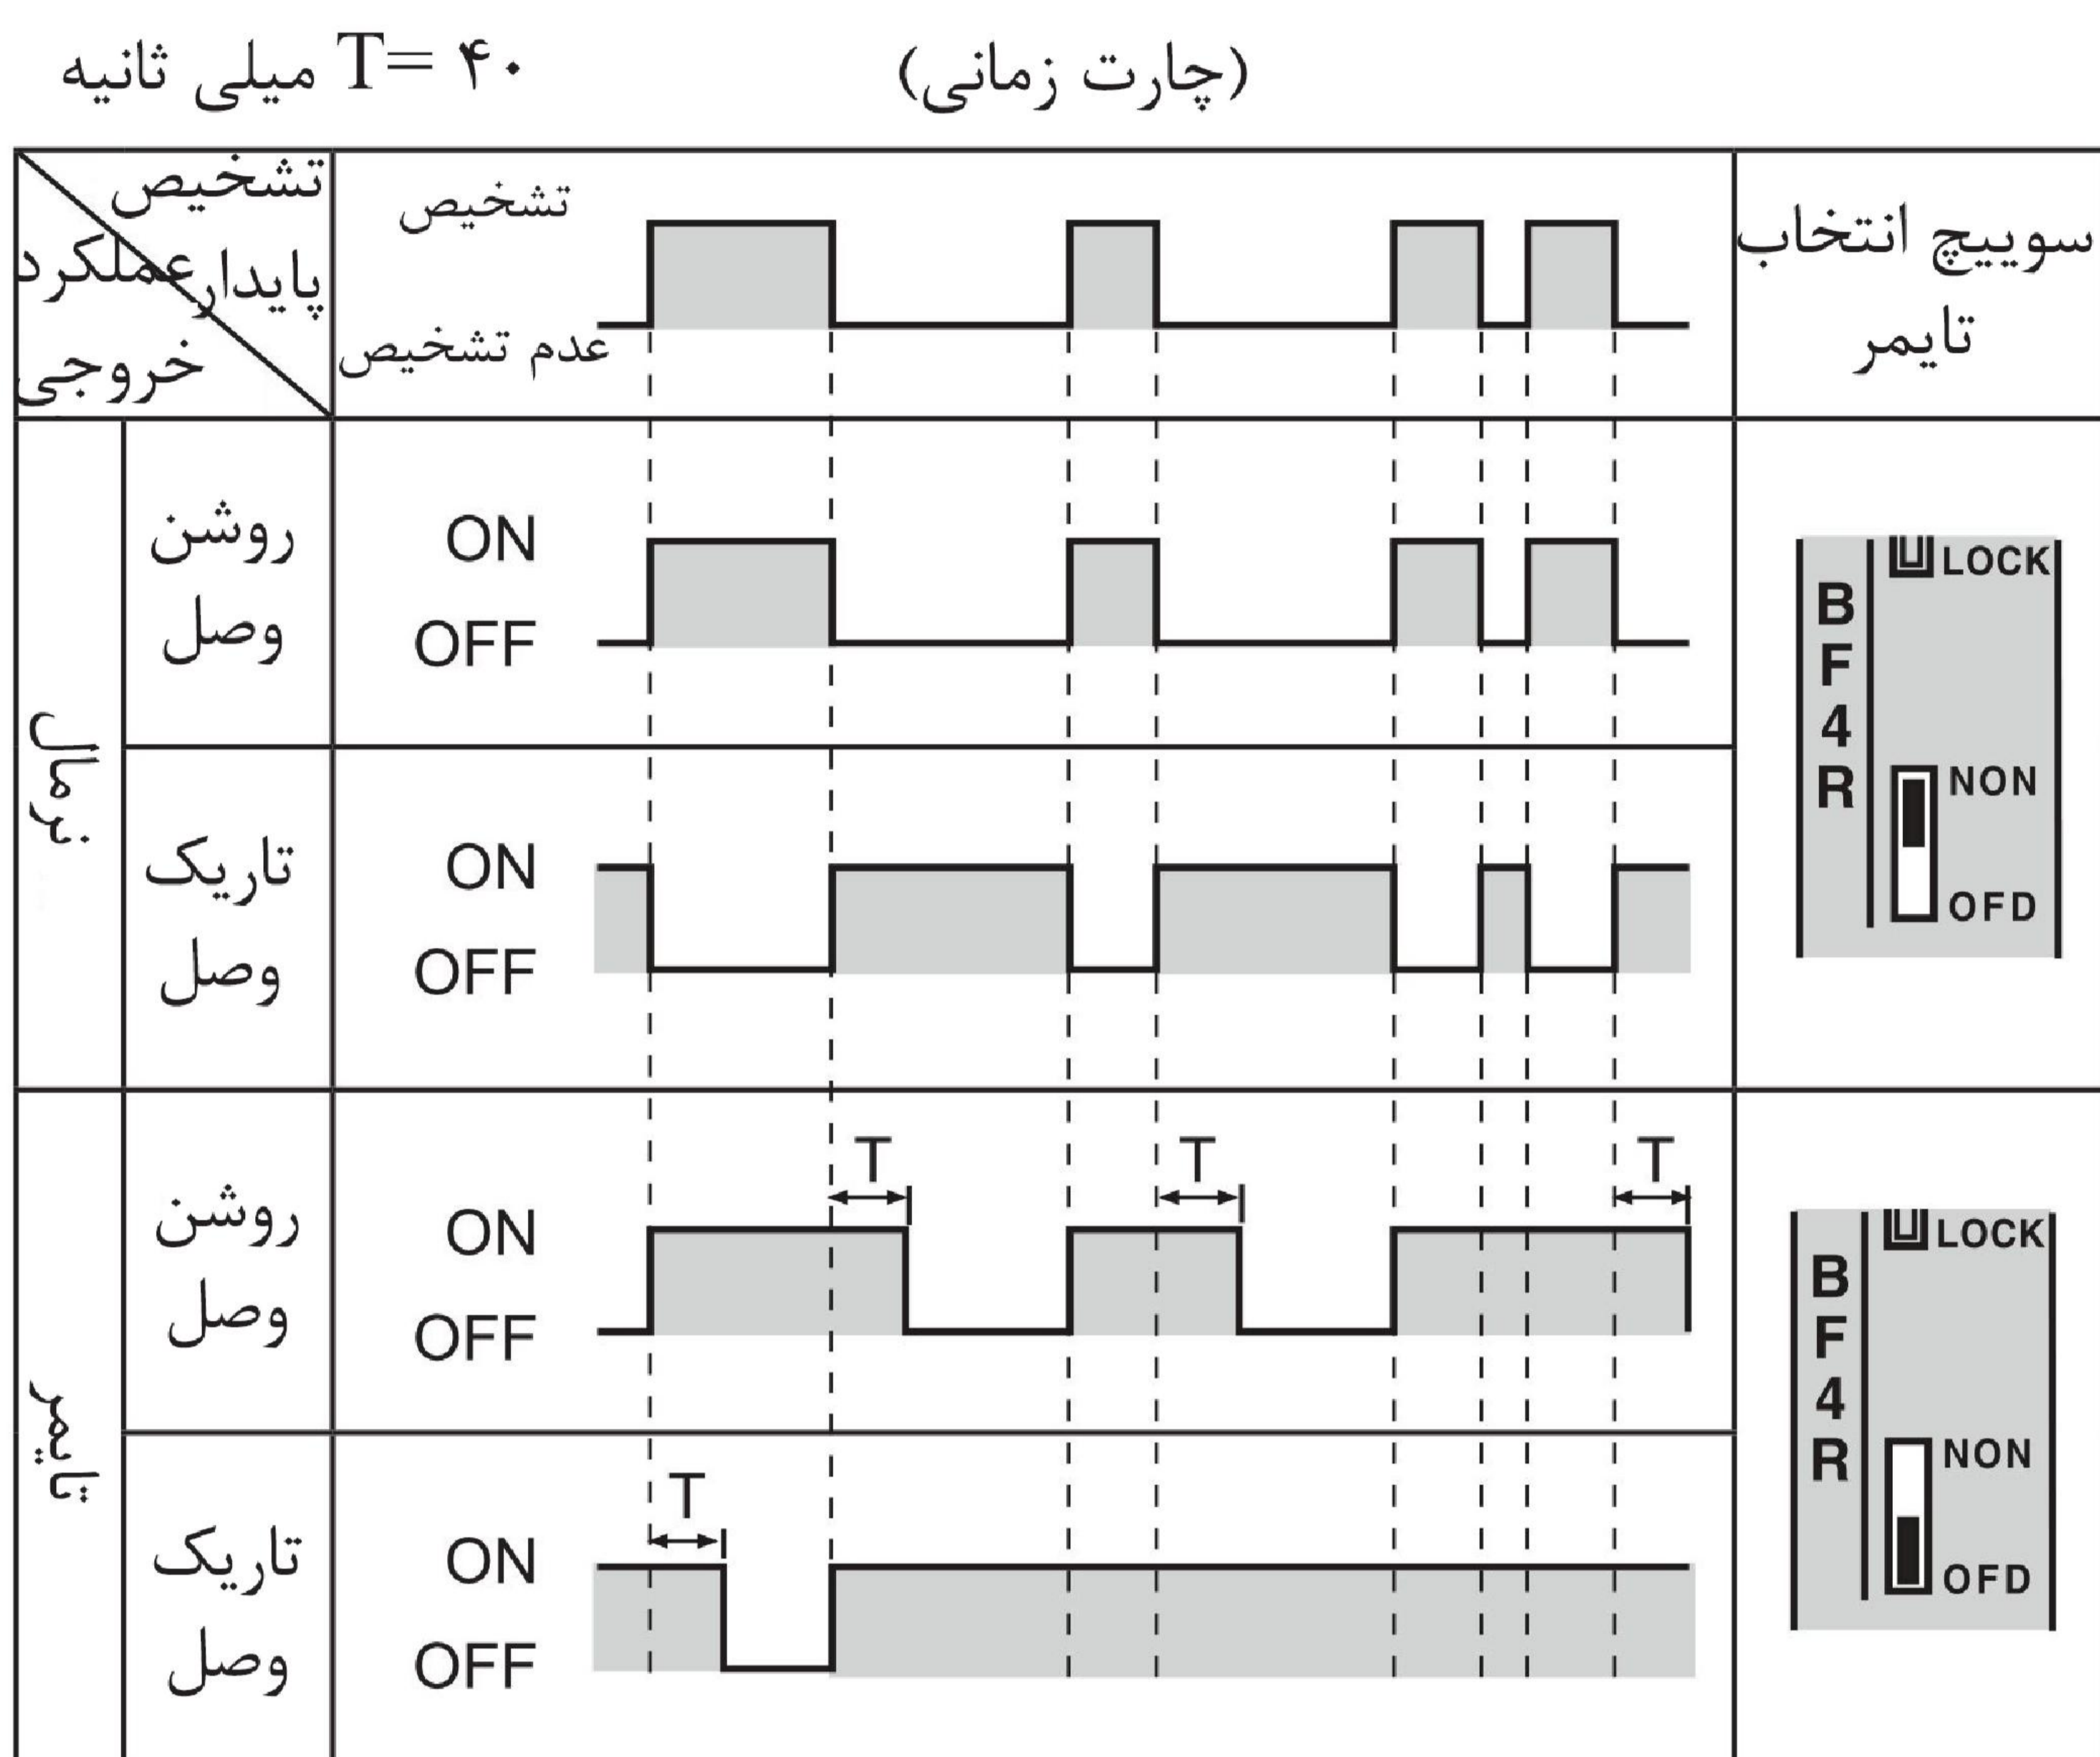 (چارت زمانی)
T= ۴۰ میلی ثانیه
تشخیص
پایدار
عملکرد
خروجی
تشخیص
عدم تشخیص
سوییچ انتخاب
تایمر
نرمال
روشن
وصل
ON
OFF
تاریک
وصل
ON
OFF
B
F
4
R
LOCK
NON
OFD
تایمر
روشن
وصل
ON
OFF
T
T
T
تاریک
وصل
ON
OFF
T
B
F
4
R
LOCK
NON
OFD